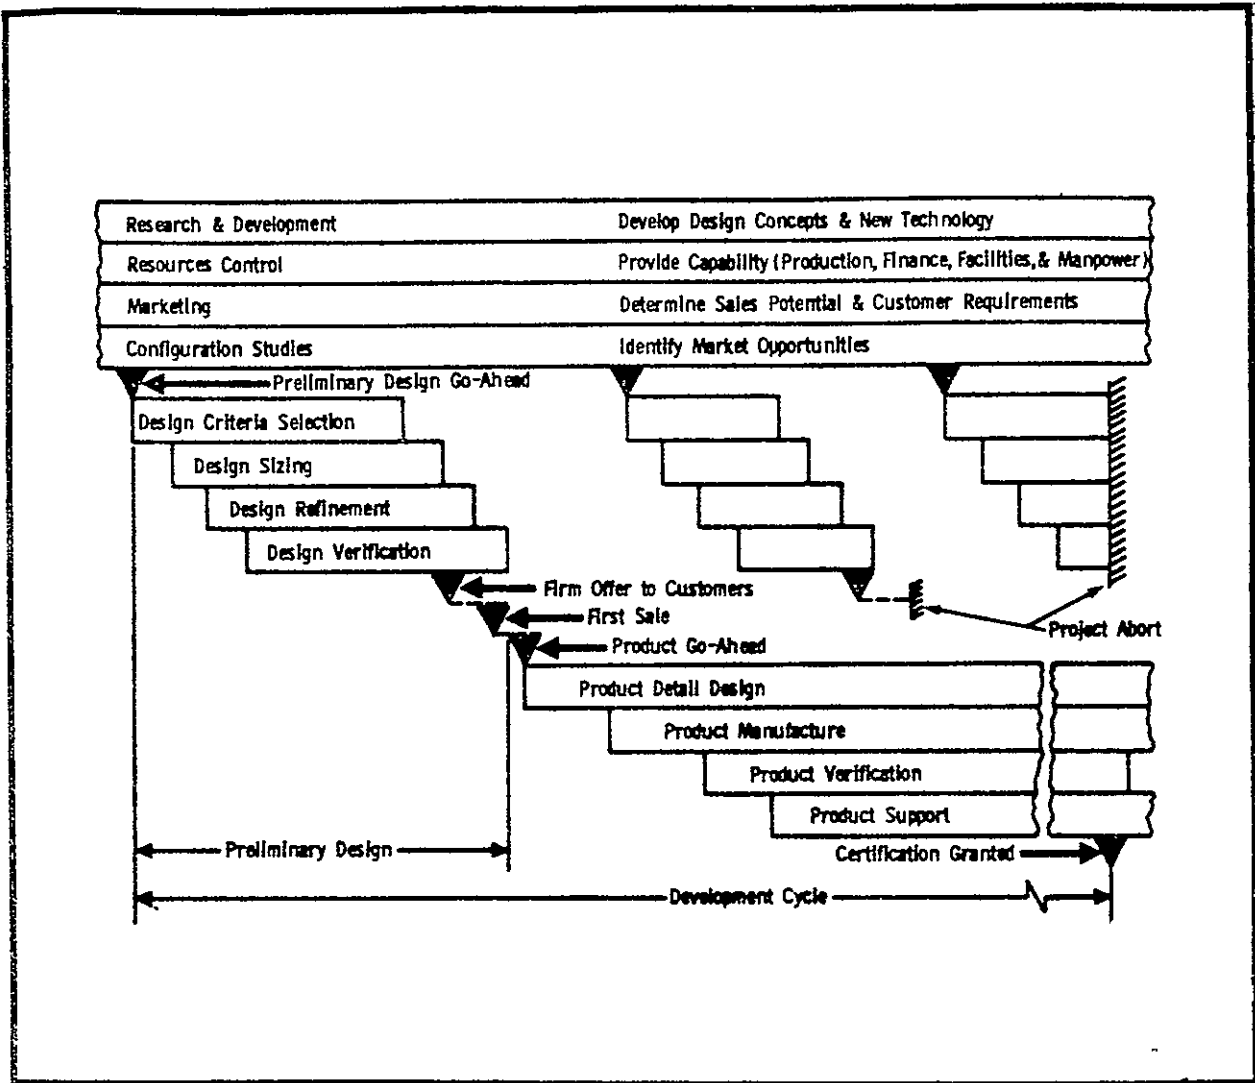 Research & Development
Develop Design Concepts & New Technology
Resources Control
Provide Capability (Production, Finance, Facilities, & Manpower)
Marketing
Determine Sales Potential & Customer Requirements
Configuration Studies
Identify Market Opportunities
Preliminary Design Go-Ahead
Design Criteria Selection
Design Sizing
Design Refinement
Design Verification
Firm Offer to Customers
First Sale
Project Abort
Product Go-Ahead
Product Detail Design
Product Manufacture
Product Verification
Product Support
Preliminary Design
Certification Granted
Development Cycle